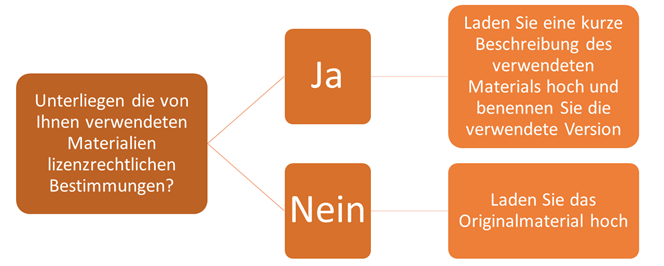 Unterliegen die von
Ihnen verwendeten
Materialien
lizenzrechtlichen
Bestimmungen?
Ja
Laden Sie eine kurze
Beschreibung des
verwendeten
Materials hoch und
benennen Sie die
verwendete Version
Nein
Laden Sie das
Originalmaterial hoch